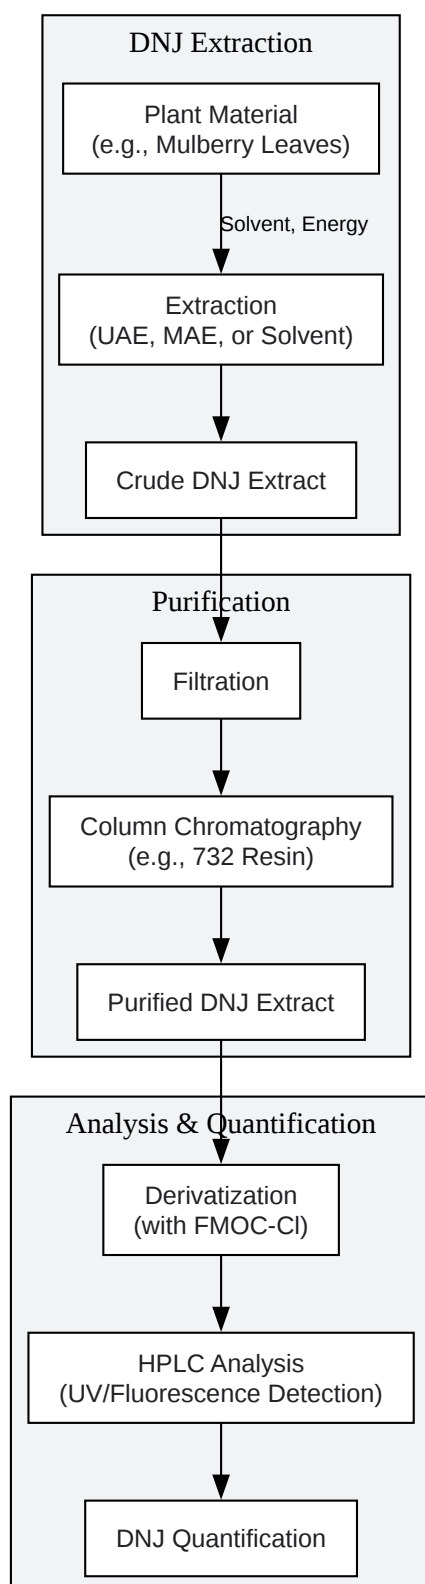 DNJ Extraction
Plant Material
(e.g., Mulberry Leaves)
Solvent, Energy
Extraction
(UAE, MAE, or Solvent)
Crude DNJ Extract
Purification
Filtration
Column Chromatography
(e.g., 732 Resin)
Purified DNJ Extract
Analysis & Quantification
Derivatization
(with FMOC-Cl)
HPLC Analysis
(UV/Fluorescence Detection)
DNJ Quantification